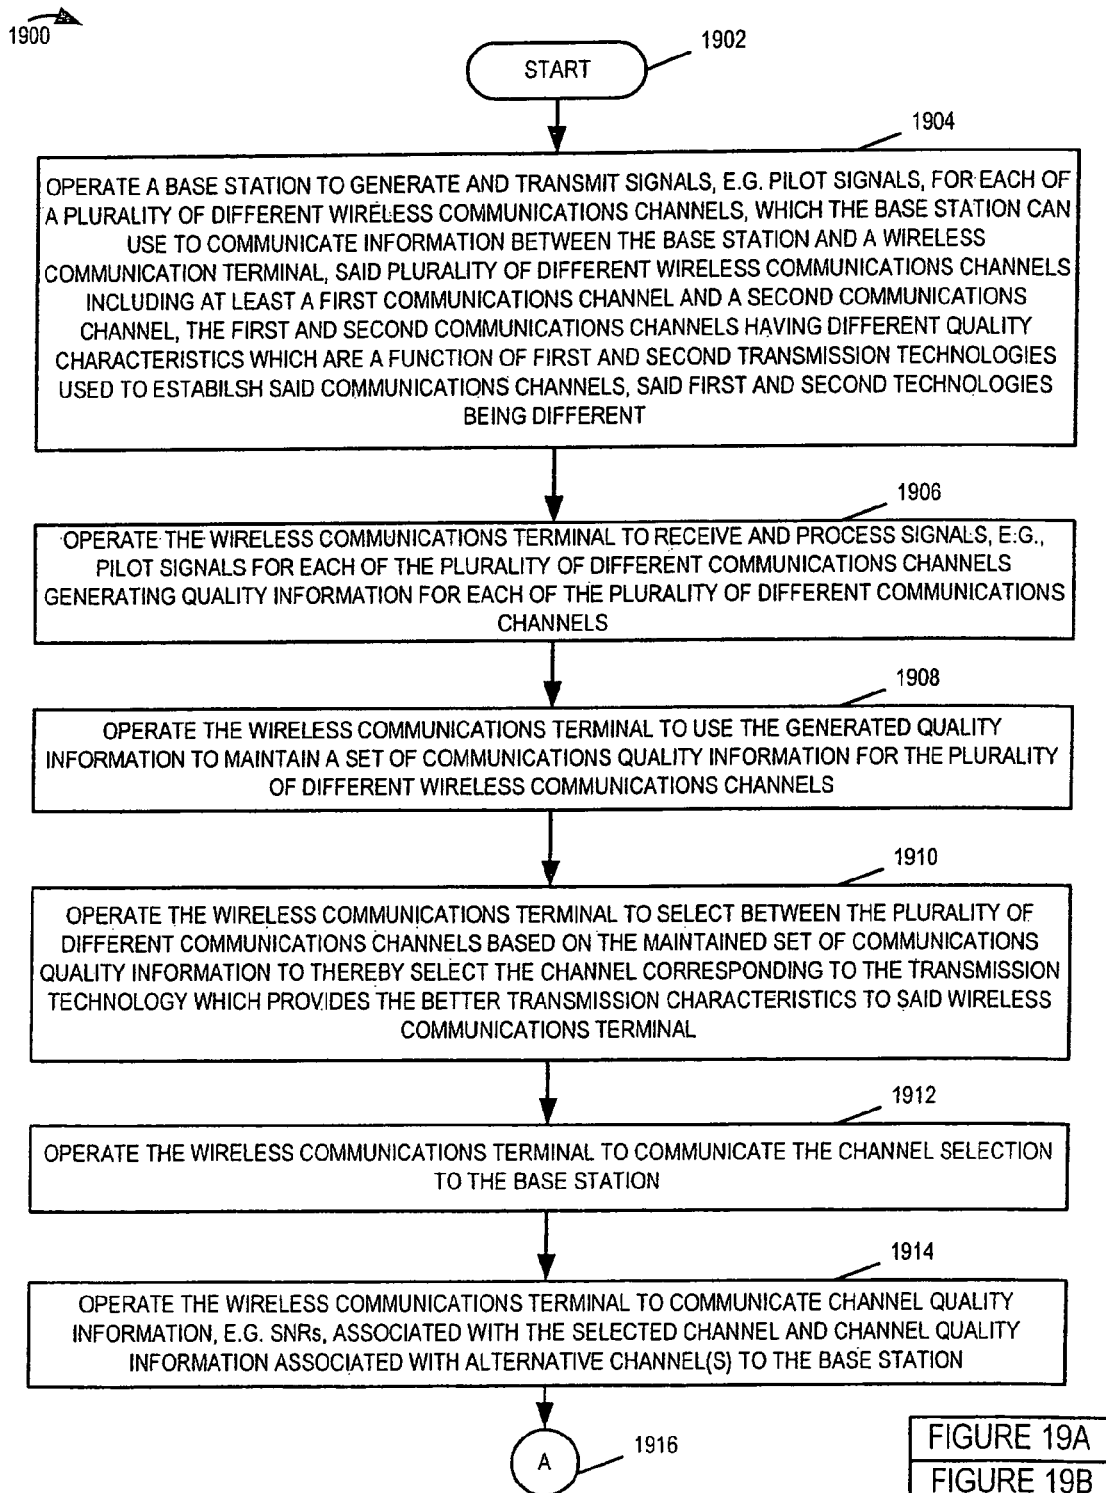 1900
1902
START
1904
OPERATE A BASE STATION TO GENERATE AND TRANSMIT SIGNALS, E.G. PILOT SIGNALS, FOR EACH OF
A PLURALITY OF DIFFERENT WIRELESS COMMUNICATIONS CHANNELS, WHICH THE BASE STATION CAN
USE TO COMMUNICATE INFORMATION BETWEEN THE BASE STATION AND A WIRELESS
COMMUNICATION TERMINAL, SAID PLURALITY OF DIFFERENT WIRELESS COMMUNICATIONS CHANNELS
INCLUDING AT LEAST A FIRST COMMUNICATIONS CHANNEL AND A SECOND COMMUNICATIONS
CHANNEL, THE FIRST AND SECOND COMMUNICATIONS CHANNELS HAVING DIFFERENT QUALITY
CHARACTERISTICS WHICH ARE A FUNCTION OF FIRST AND SECOND TRANSMISSION TECHNOLOGIES
USED TO ESTABILSH SAID COMMUNICATIONS CHANNELS, SAID FIRST AND SECOND TECHNOLOGIES
BEING DIFFERENT
1906
OPERATE THE WIRELESS COMMUNICATIONS TERMINAL TO RECEIVE AND PROCESS SIGNALS, E.G.,
PILOT SIGNALS FOR EACH OF THE PLURALITY OF DIFFERENT COMMUNICATIONS CHANNELS
GENERATING QUALITY INFORMATION FOR EACH OF THE PLURALITY OF DIFFERENT COMMUNICATIONS
CHANNELS
1908
OPERATE THE WIRELESS COMMUNICATIONS TERMINAL TO USE THE GENERATED QUALITY
INFORMATION TO MAINTAIN A SET OF COMMUNICATIONS QUALITY INFORMATION FOR THE PLURALITY
OF DIFFERENT WIRELESS COMMUNICATIONS CHANNELS
1910
OPERATE THE WIRELESS COMMUNICATIONS TERMINAL TO SELECT BETWEEN THE PLURALITY OF
DIFFERENT COMMUNICATIONS CHANNELS BASED ON THE MAINTAINED SET OF COMMUNICATIONS
QUALITY INFORMATION TO THEREBY SELECT THE CHANNEL CORRESPONDING TO THE TRANSMISSION
TECHNOLOGY WHICH PROVIDES THE BETTER TRANSMISSION CHARACTERISTICS TO SAID WIRELESS
COMMUNICATIONS TERMINAL
1912
OPERATE THE WIRELESS COMMUNICATIONS TERMINAL TO COMMUNICATE THE CHANNEL SELECTION
TO THE BASE STATION
1914
OPERATE THE WIRELESS COMMUNICATIONS TERMINAL TO COMMUNICATE CHANNEL QUALITY
INFORMATION, E.G. SNRs, ASSOCIATED WITH THE SELECTED CHANNEL AND CHANNEL QUALITY
INFORMATION ASSOCIATED WITH ALTERNATIVE CHANNEL(S) TO THE BASE STATION
A
1916
FIGURE 19A
FIGURE 19B